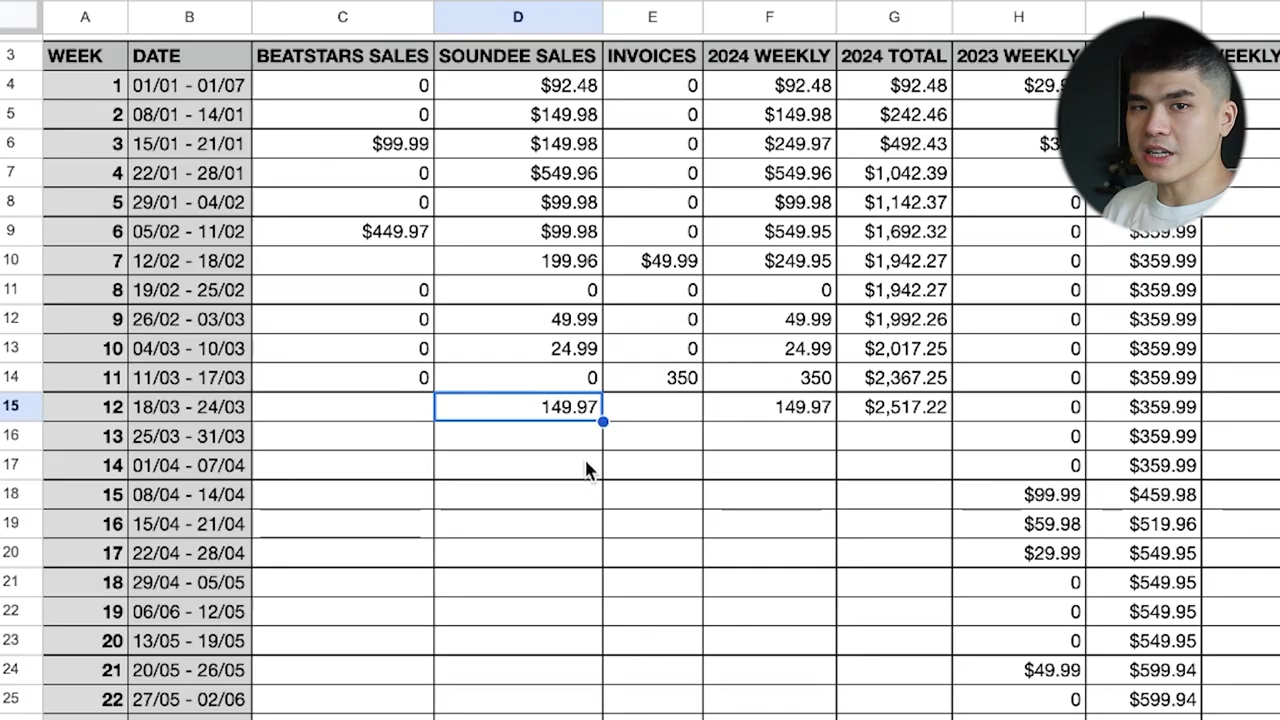 A B C D E F G H
3 WEEK DATE BEATSTARS SALES SOUNDEE SALES INVOICES 2024 WEEKLY 2024 TOTAL 2023 WEEKLY
4 1 01/01 - 01/07 0 $92.48 0 $92.48 $92.48
5 2 08/01 - 14/01 0 $149.98 0 $149.98 $242.46
6 3 15/01 - 21/01 $99.99 $149.98 0 $249.97 $492.43
7 4 22/01 - 28/01 0 $549.96 0 $549.96 $1,042.39
8 5 29/01 - 04/02 0 $99.98 0 $99.98 $1,142.37 0
9 6 05/02 - 11/02 $449.97 $99.98 0 $549.95 $1,692.32 0 $359.99
10 7 12/02 - 18/02 199.96 $49.99 $249.95 $1,942.27 0 $359.99
11 8 19/02 - 25/02 0 0 0 0 $1,942.27 0 $359.99
12 9 26/02 - 03/03 0 49.99 0 49.99 $1,992.26 0 $359.99
13 10 04/03 - 10/03 0 24.99 0 24.99 $2,017.25 0 $359.99
14 11 11/03 - 17/03 0 0 350 350 $2,367.25 0 $359.99
15 12 18/03 - 24/03 149.97 149.97 $2,517.22 0 $359.99
16 13 25/03 - 31/03 0 $359.99
17 14 01/04 - 07/04 0 $359.99
18 15 08/04 - 14/04 $99.99 $459.98
19 16 15/04 - 21/04 $59.98 $519.96
20 17 22/04 - 28/04 $29.99 $549.95
21 18 29/04 - 05/05 0 $549.95
22 19 06/06 - 12/05 0 $549.95
23 20 13/05 - 19/05 0 $549.95
24 21 20/05 - 26/05 $49.99 $599.94
25 22 27/05 - 02/06 0 $599.94